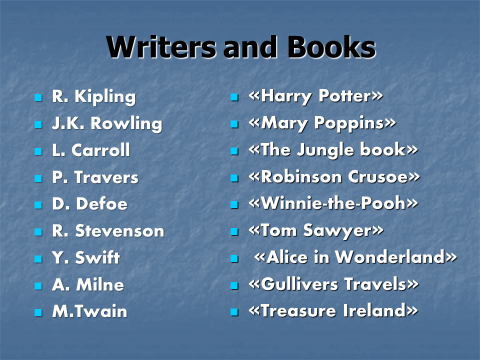 Writers and Books
R. Kipling
J.K. Rowling
L. Carroll
P. Travers
D. Defoe
R. Stevenson
Y. Swift
A. Milne
M.Twain
«Harry Potter»
«Mary Poppins»
«The Jungle book»
«Robinson Crusoe»
«Winnie-the-Pooh»
«Tom Sawyer»
«Alice in Wonderland»
«Gullivers Travels»
«Treasure Ireland»